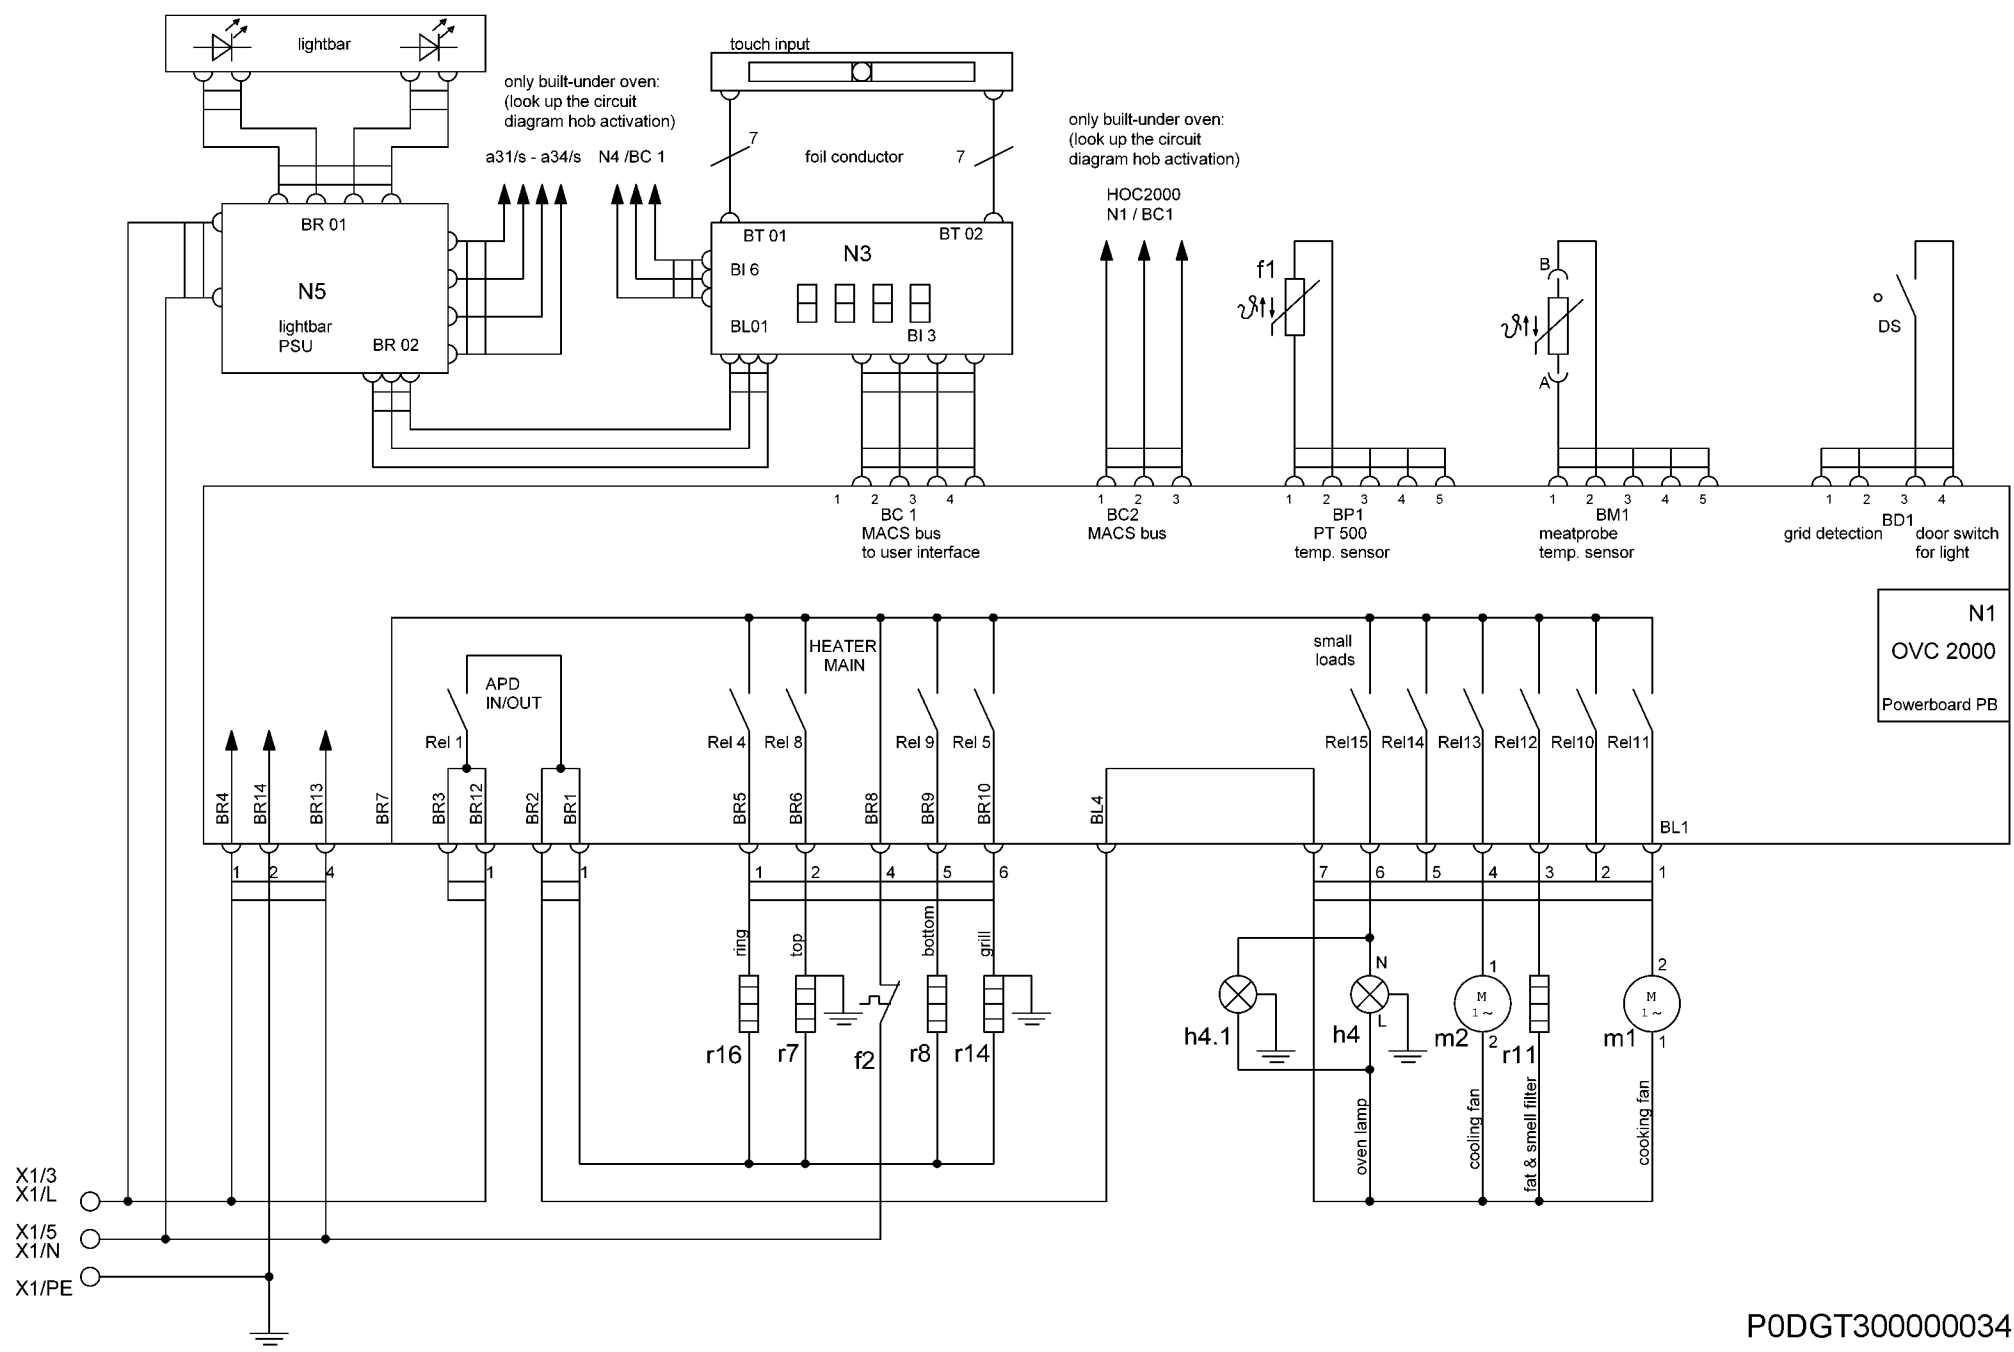 lightbar
touch input
only built-under oven:
(look up the circuit
diagram hob activation)
a31/s - a34/s
N4 /BC 1
7
foil conductor
7
only built-under oven:
(look up the circuit
diagram hob activation)
HOC2000
N1 / BC1
BR 01
N5
lightbar
PSU
BR 02
BT 01
BT 02
N3
BI 6
BL01
BI 3
f1
ϑ
B
ϑ
A
DS
1 2 3 4
BC 1
MACS bus
to user interface
1 2 3
BC2
MACS bus
1 2 3 4 5
BP1
PT 500
temp. sensor
1 2 3 4 5
BM1
meatprobe
temp. sensor
1 2 3 4
BD1
grid detection
door switch
for light
N1
OVC 2000
Powerboard PB
APD
IN/OUT
HEATER
MAIN
small
loads
Rel 1
Rel 4
Rel 8
Rel 9
Rel 5
Rel15
Rel14
Rel13
Rel12
Rel10
Rel11
BR4
BR14
BR13
BR7
BR3
BR12
BR2
BR1
BR5
BR6
BR8
BR9
BR10
BL4
BL1
1 2 4
1
1
1 2 4 5 6
7 6 5 4 3 2 1
ring
top
bottom
grill
r16
r7
f2
r8
r14
h4.1
N
L
h4
1
M
1 ~
2
m2
r11
2
M
1 ~
1
m1
oven lamp
cooling fan
fat & smell filter
cooking fan
X1/3
X1/L
X1/5
X1/N
X1/PE
P0DGT300000034